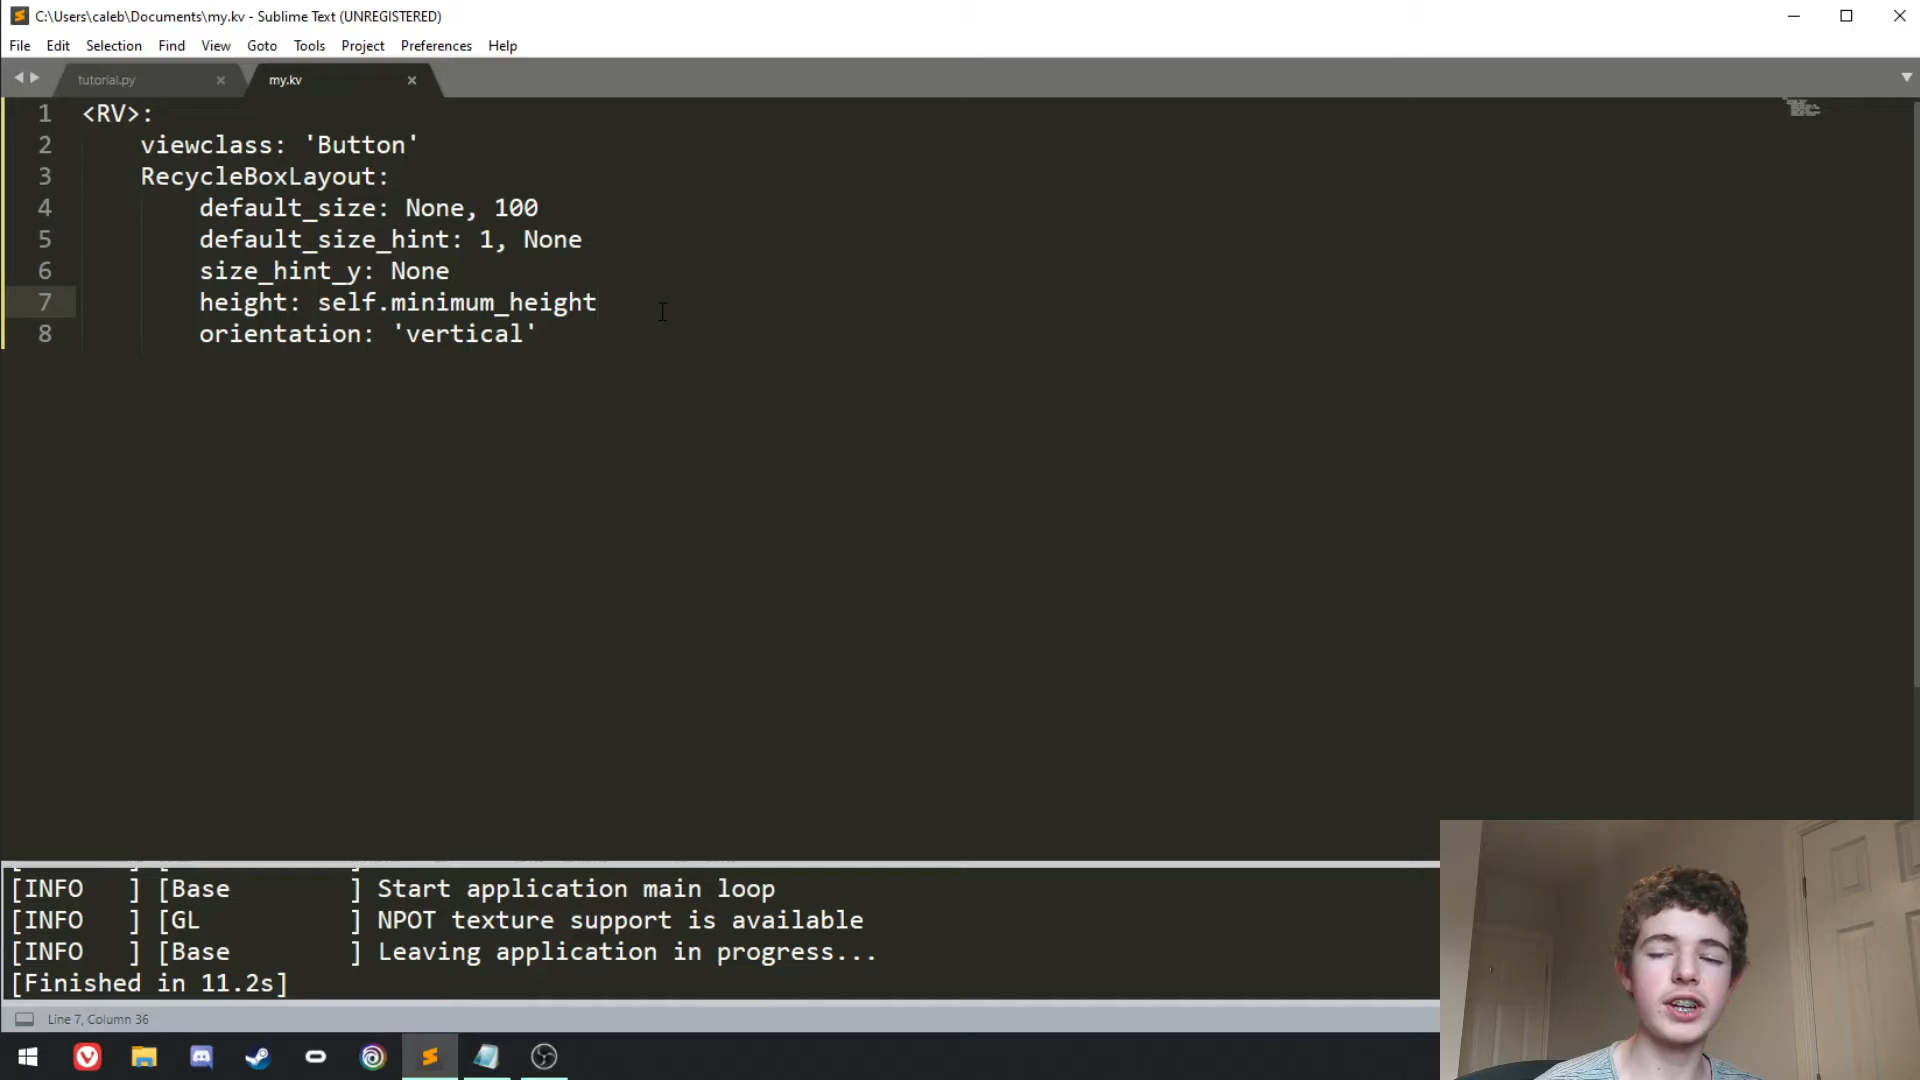 C:\Users\caleb\Documents\my.kv - Sublime Text (UNREGISTERED)
File Edit Selection Find View Goto Tools Project Preferences Help
tutorial.py my.kv
1 <RV>:
2 viewclass: 'Button'
3 RecycleBoxLayout:
4 default_size: None, 100
5 default_size_hint: 1, None
6 size_hint_y: None
7 height: self.minimum_height
8 orientation: 'vertical'
[INFO ] [Base ] Start application main loop
[INFO ] [GL ] NPOT texture support is available
[INFO ] [Base ] Leaving application in progress...
[Finished in 11.2s]
Line 7, Column 36